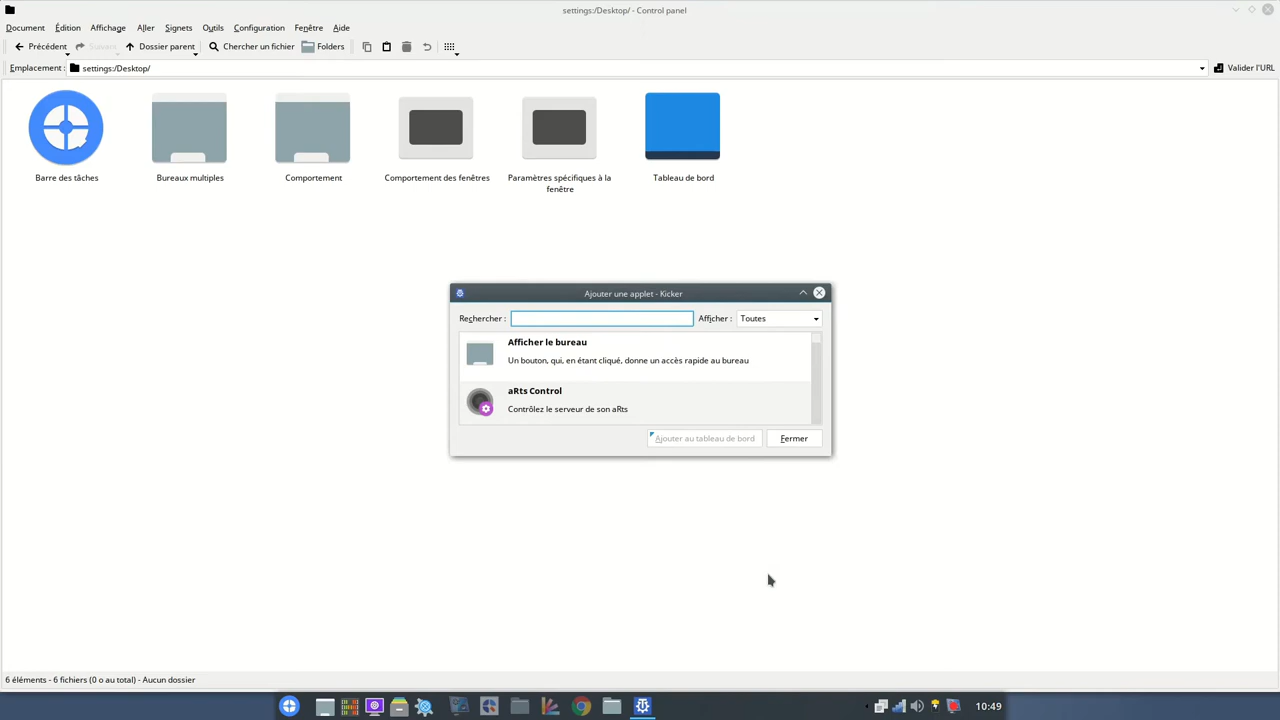 settings:/Desktop/ - Control panel
Document Édition Affichage Aller Signets Outils Configuration Fenêtre Aide
Précédent Suivant Dossier parent Chercher un fichier Folders
Emplacement : settings:/Desktop/ Valider l'URL
Barre des tâches Bureaux multiples Comportement Comportement des fenêtres Paramètres spécifiques à la Tableau de bord
fenêtre
Ajouter une applet - Kicker
Rechercher : Afficher : Toutes
Afficher le bureau
Un bouton, qui, en étant cliqué, donne un accès rapide au bureau
aRts Control
Contrôlez le serveur de son aRts
Ajouter au tableau de bord Fermer
6 éléments - 6 fichiers (0 o au total) - Aucun dossier
10:49